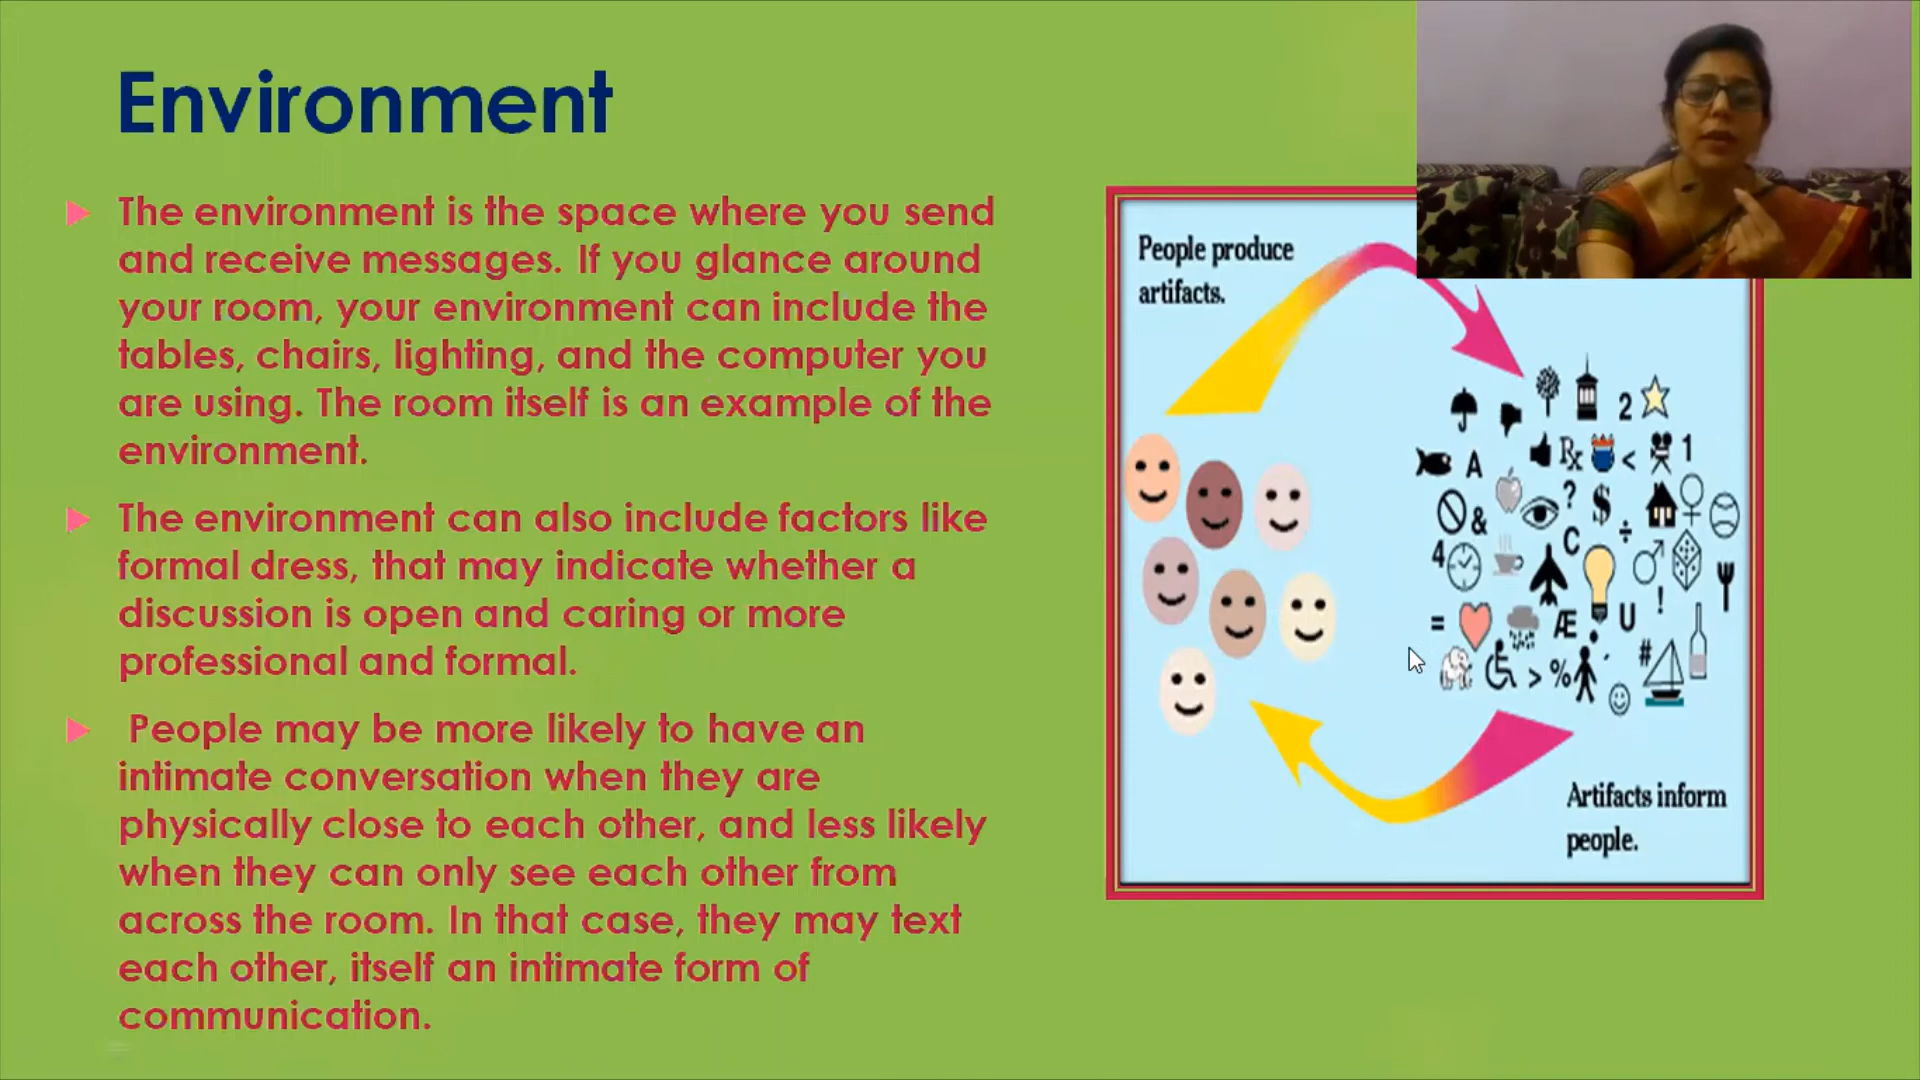 Environment
The environment is the space where you send
and receive messages. If you glance around
your room, your environment can include the
tables, chairs, lighting, and the computer you
are using. The room itself is an example of the
environment.
The environment can also include factors like
formal dress, that may indicate whether a
discussion is open and caring or more
professional and formal.
People may be more likely to have an
intimate conversation when they are
physically close to each other, and less likely
when they can only see each other from
across the room. In that case, they may text
each other, itself an intimate form of
communication.
People produce
artifacts.
2
A Rx < 1
& ? $
4 C ÷
= Æ U !
> % #
Artifacts inform
people.